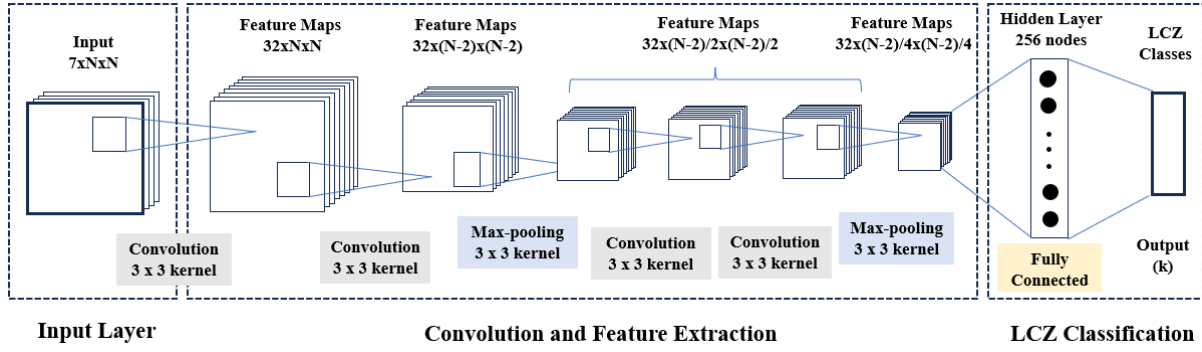 Input
7xNxN
Feature Maps
32xNxN
Feature Maps
32x(N-2)x(N-2)
Feature Maps
32x(N-2)/2x(N-2)/2
Feature Maps
32x(N-2)/4x(N-2)/4
Hidden Layer
256 nodes
LCZ
Classes
Convolution
3 x 3 kernel
Convolution
3 x 3 kernel
Max-pooling
3 x 3 kernel
Convolution
3 x 3 kernel
Convolution
3 x 3 kernel
Max-pooling
3 x 3 kernel
Fully
Connected
Output
(k)
Input Layer
Convolution and Feature Extraction
LCZ Classification